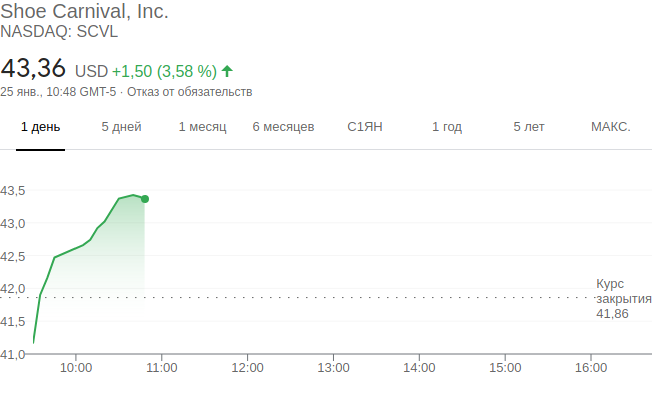 Shoe Carnival, Inc.
NASDAQ: SCVL
43,36 USD +1,50 (3,58 %)
25 янв., 10:48 GMT-5 · Отказ от обязательств
1 день 5 дней 1 месяц 6 месяцев С1ЯН 1 год 5 лет МАКС.
43,5
43,0
42,5
42,0
41,5
41,0
Курс
закрытия
41,86
10:00 11:00 12:00 13:00 14:00 15:00 16:00